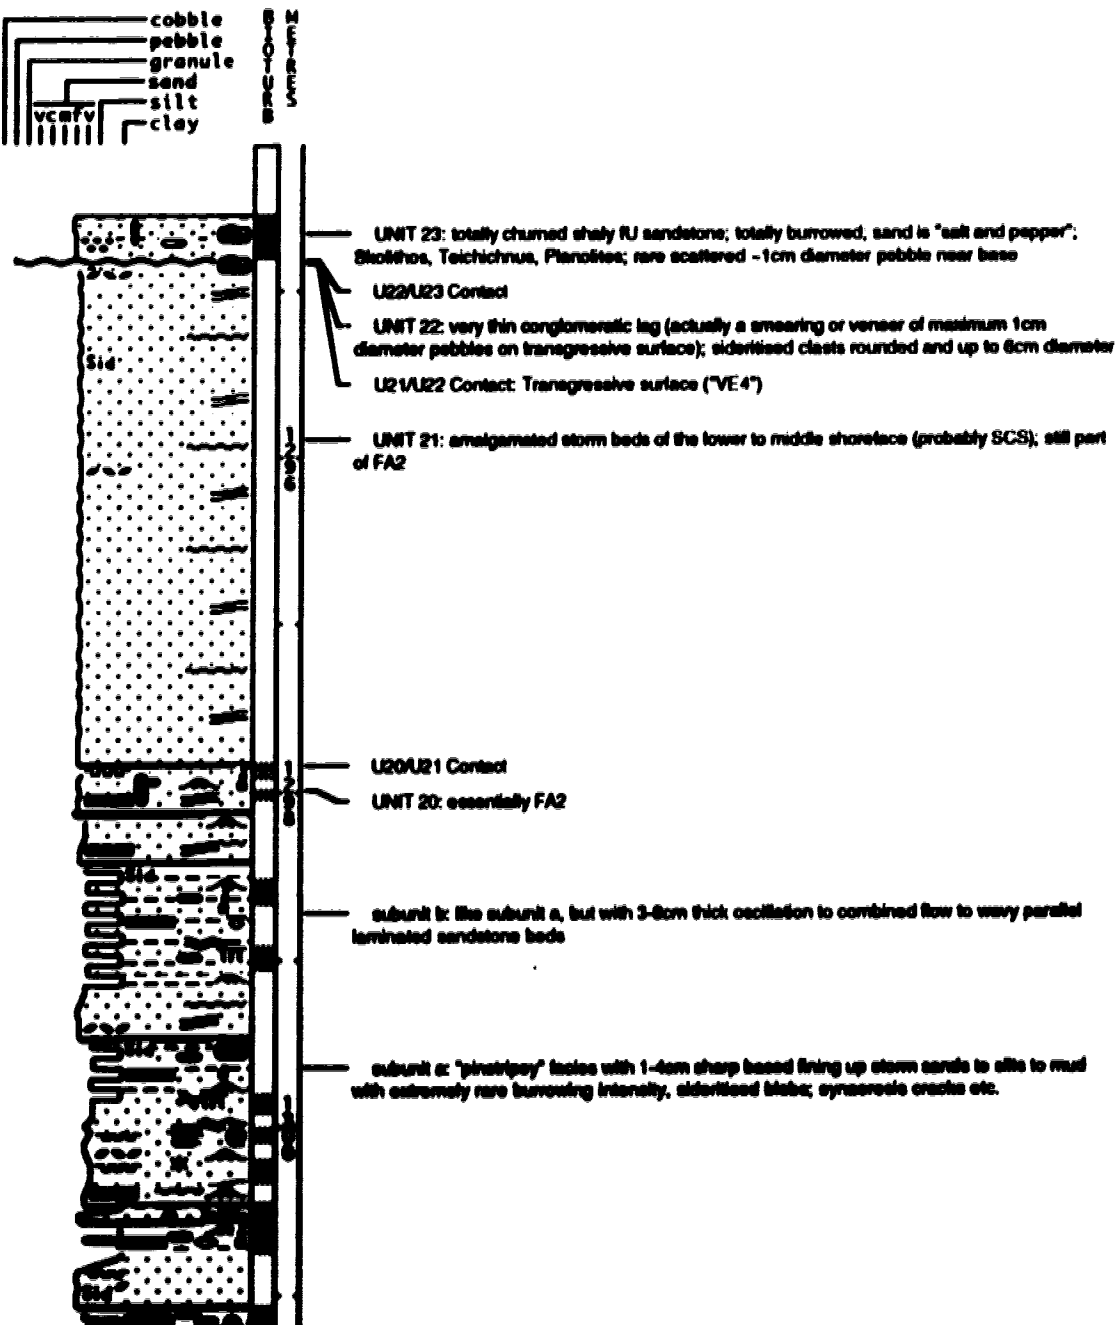 cobble
pebble
granule
sand
silt
vcmfv
clay
BIOTURB
METRES
UNIT 23: totally churned shaly fU sandstone; totally burrowed, sand is "salt and pepper";
Skolithos, Teichichnus, Planolites; rare scattered ~1cm diameter pebble near base
U22/U23 Contact
UNIT 22: very thin conglomeratic lag (actually a smearing or veneer of maximum 1cm
diameter pebbles on transgressive surface); sideritised clasts rounded and up to 6cm diameter
Sid
U21/U22 Contact: Transgressive surface ("VE4")
1296
UNIT 21: amalgamated storm beds of the lower to middle shoreface (probably SCS); still part
of FA2
U20/U21 Contact
1298
UNIT 20: essentially FA2
Sid
subunit b: like subunit a, but with 3-8cm thick oscillation to combined flow to wavy parallel
laminated sandstone beds
Sid
subunit a: "pinstripey" facies with 1-4cm sharp based fining up storm sands to silts to mud
with extremely rare burrowing intensity, sideritised blebs; synaeresis cracks etc.
1300
Sid